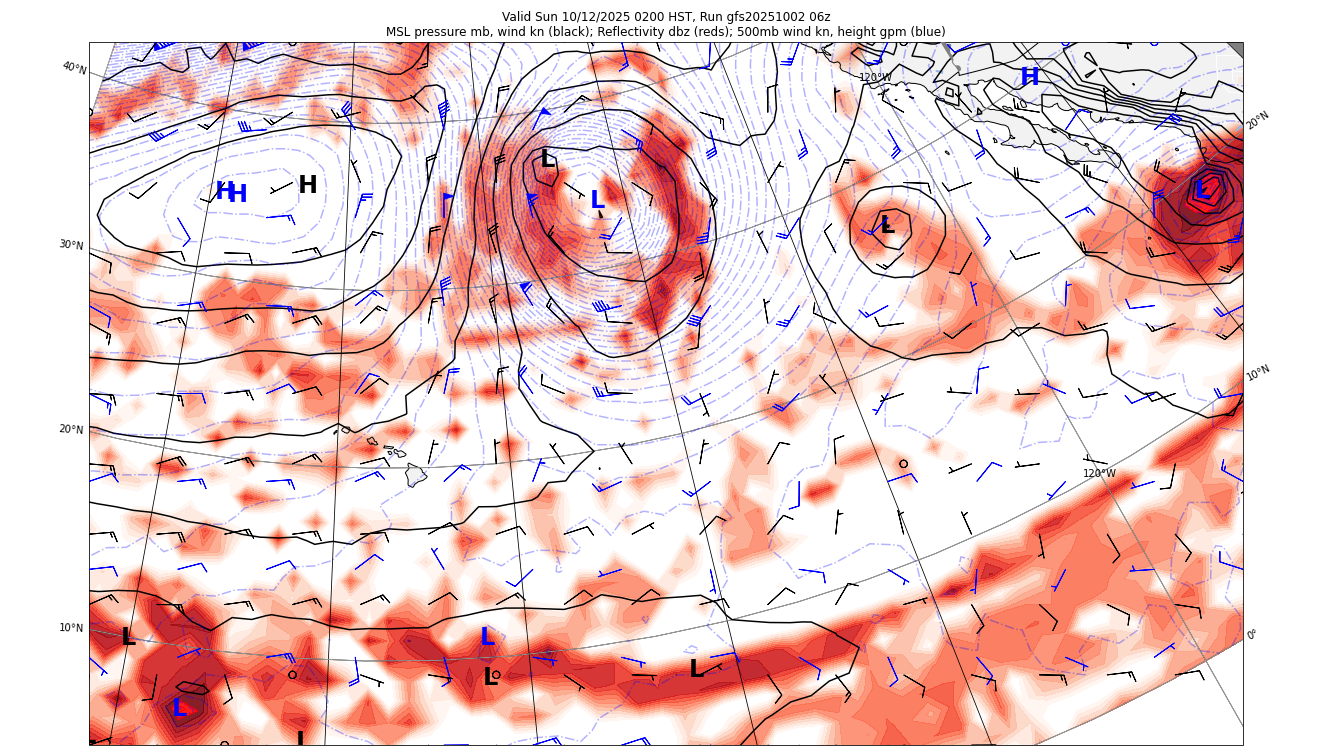 Valid Sun 10/12/2025 0200 HST, Run gfs20251002 06z
MSL pressure mb, wind kn (black); Reflectivity dbz (reds); 500mb wind kn, height gpm (blue)
40°N
120°W
H
20°N
L
H
H
H
L
L
L
30°N
10°N
20°N
120°W
10°N
L
L
0°
L
L
L
L